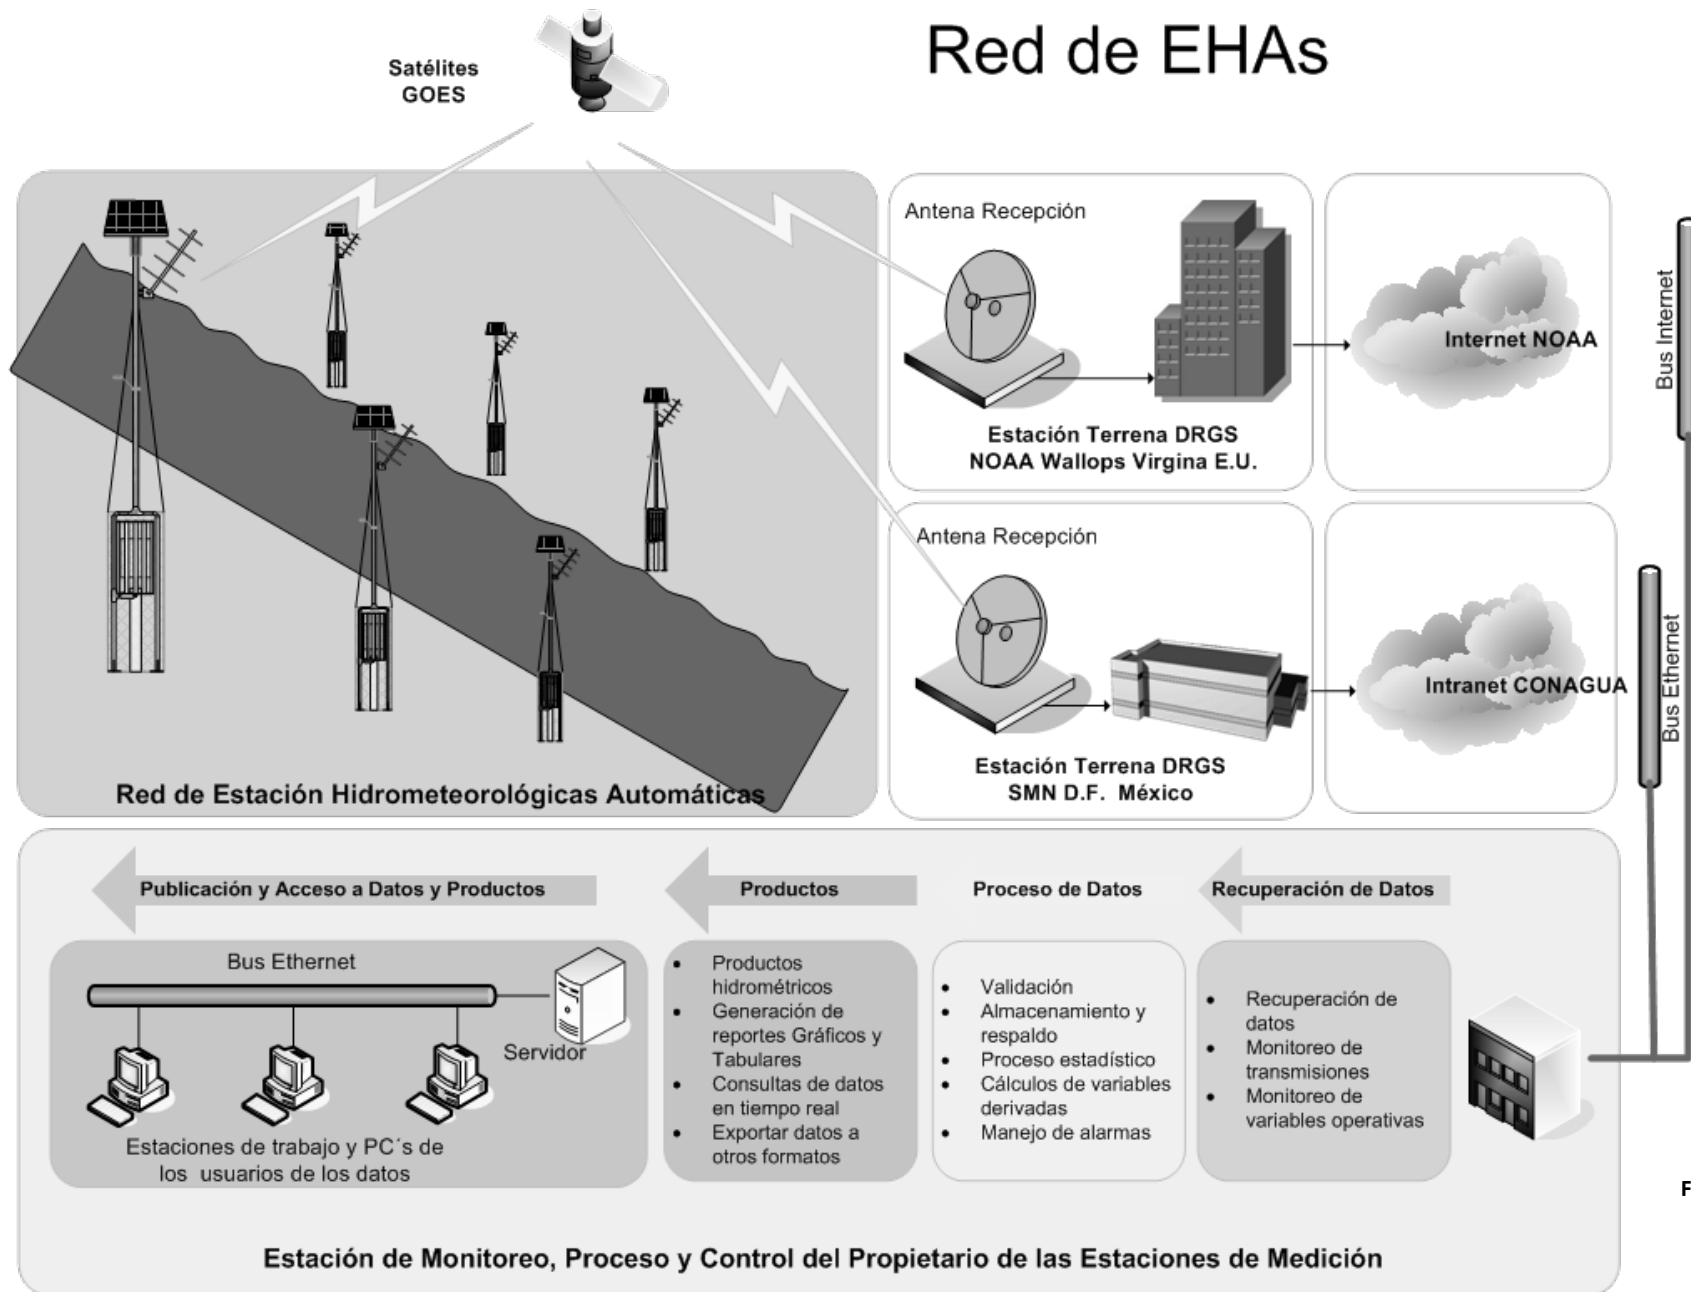 Red de EHAs
Satélites
GOES
Antena Recepción
Estación Terrena DRGS
NOAA Wallops Virgina E.U.
Internet NOAA
Bus Internet
Antena Recepción
Estación Terrena DRGS
SMN D.F. México
Intranet CONAGUA
Bus Ethernet
Red de Estación Hidrometeorológicas Automáticas
Publicación y Acceso a Datos y Productos
Productos
Proceso de Datos
Recuperación de Datos
Bus Ethernet
Servidor
Estaciones de trabajo y PC´s de
los usuarios de los datos
• Productos
hidrométricos
• Generación de
reportes Gráficos y
Tabulares
• Consultas de datos
en tiempo real
• Exportar datos a
otros formatos
• Validación
• Almacenamiento y
respaldo
• Proceso estadístico
• Cálculos de variables
derivadas
• Manejo de alarmas
• Recuperación de
datos
• Monitoreo de
transmisiones
• Monitoreo de
variables operativas
F
Estación de Monitoreo, Proceso y Control del Propietario de las Estaciones de Medición